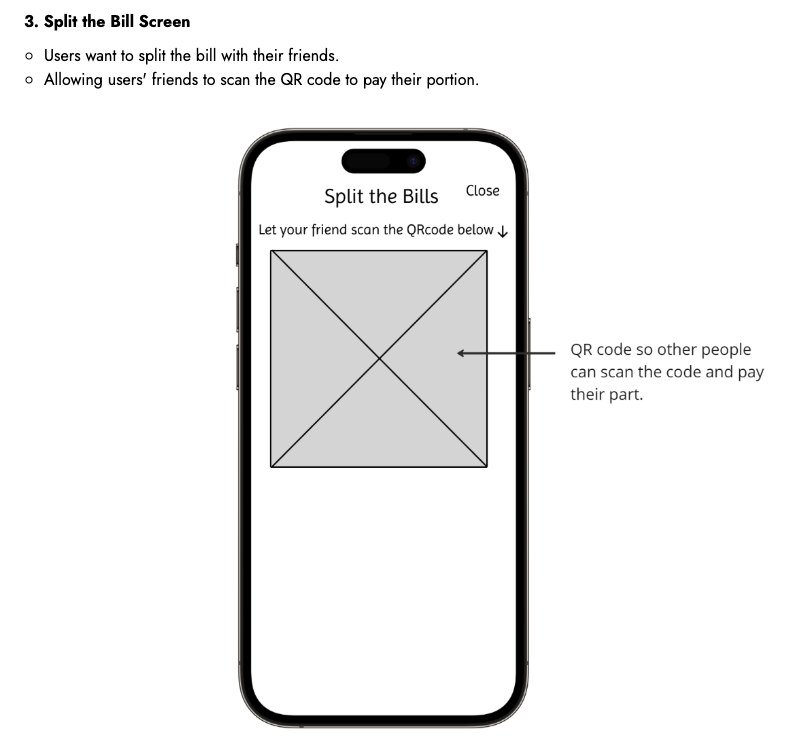 3. Split the Bill Screen
Users want to split the bill with their friends.
Allowing users' friends to scan the QR code to pay their portion.
Close
Split the Bills
Let your friend scan the QRcode below ↓
QR code so other people
can scan the code and pay
their part.